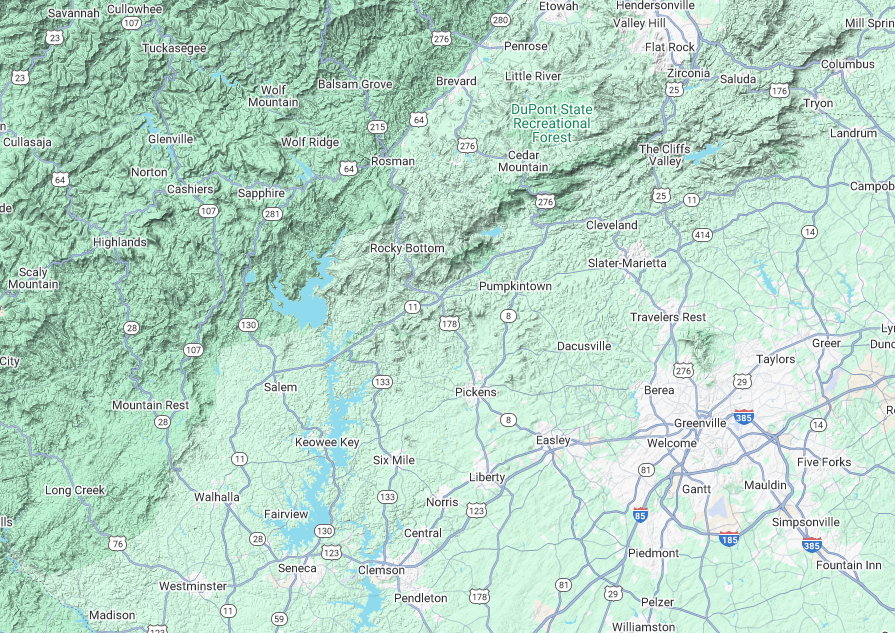 Etowah
Hendersonville
Savannah
Cullowhee
107
280
Valley Hill
Mill Sprin
23
276
Tuckasegee
Penrose
Flat Rock
23
Brevard
Little River
Zirconia
Saluda
Columbus
Balsam Grove
Wolf
Mountain
25
176
Tryon
DuPont State
Recreational
Forest
64
215
Landrum
Cullasaja
Glenville
Wolf Ridge
276
The Cliffs
Valley
Rosman
Cedar
Mountain
64
Norton
64
Cashiers
Sapphire
Campob
de
107
281
276
25
11
Cleveland
Highlands
Rocky Bottom
414
14
Slater-Marietta
Scaly
Mountain
Pumpkintown
11
8
Travelers Rest
28
130
178
Ly
Greer
Dunc
107
Dacusville
City
Taylors
276
29
Salem
133
Berea
Pickens
Mountain Rest
28
8
385
Greenville
14
Ro
Keowee Key
Easley
Welcome
11
Six Mile
81
Five Forks
Liberty
Long Creek
Walhalla
133
Norris
Gantt
Mauldin
Fairview
123
85
lls
130
Central
Simpsonville
28
185
385
76
123
Piedmont
Seneca
Clemson
Fountain Inn
Westminster
81
29
Pendleton
178
Pelzer
Madison
11
59
Williamston
123